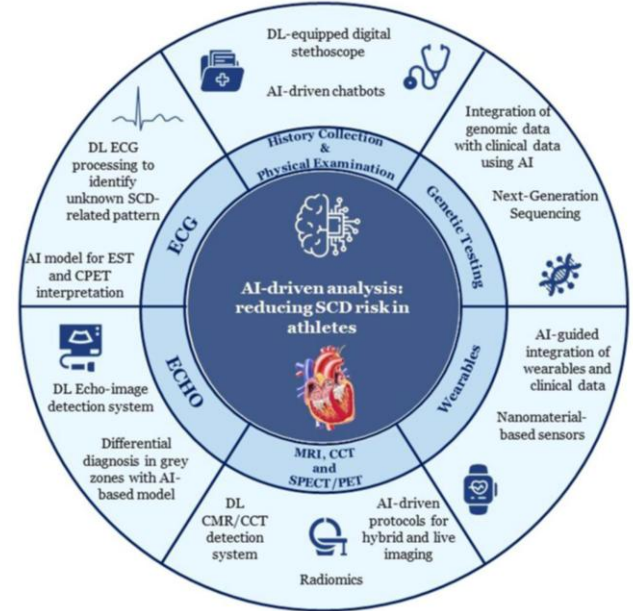 DL-equipped digital
stethoscope
AI-driven chatbots
History Collection
&
Physical Examination
Integration of
genomic data
with clinical data
using AI
Next-Generation
Sequencing
Genetic Testing
AI-guided
integration of
wearables and
clinical data
Nanomaterial-
based sensors
Wearables
MRI, CCT
and
SPECT/PET
DL
CMR/CCT
detection
system
AI-driven
protocols for
hybrid and live
imaging
Radiomics
ECHO
DL Echo-image
detection system
Differential
diagnosis in grey
zones with AI-
based model
ECG
DL ECG
processing to
identify
unknown SCD-
related pattern
AI model for EST
and CPET
interpretation
AI-driven analysis:
reducing SCD risk in
athletes